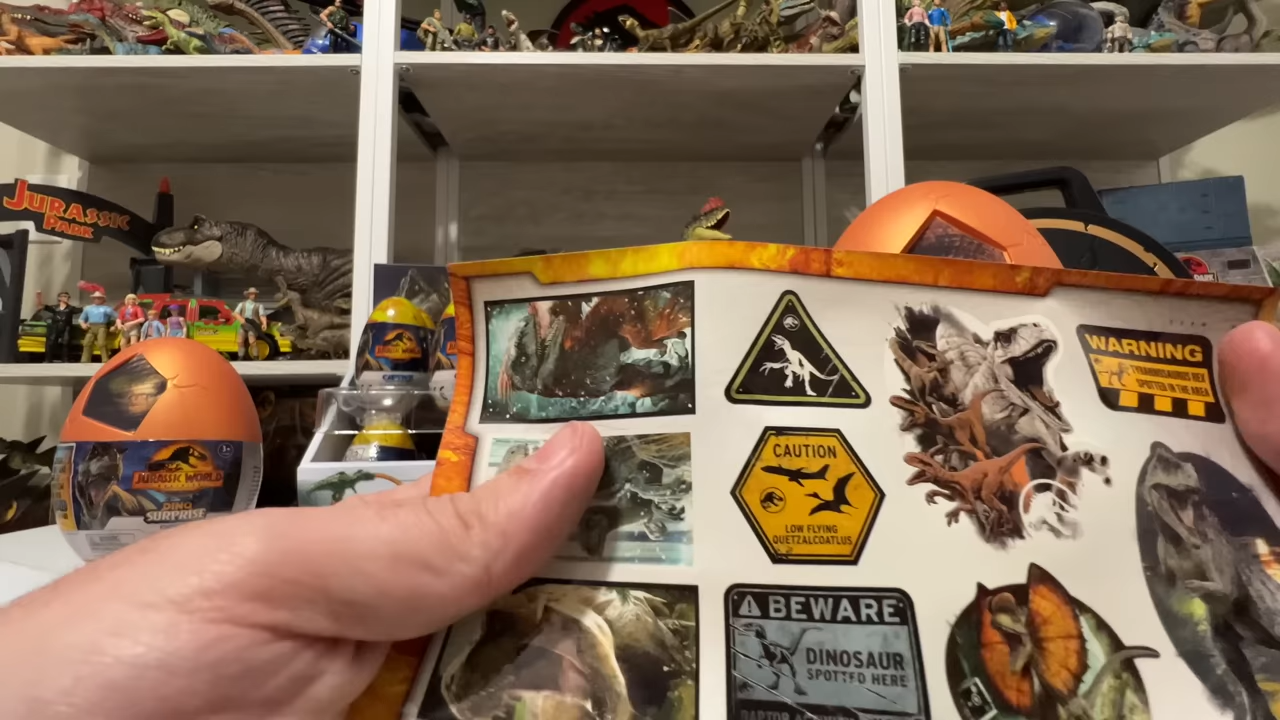 JURASSIC
PARK
JURASSIC WORLD
DINO
SURPRISE
WARNING
TYRANNOSAURUS REX
SPOTTED IN THE AREA
CAUTION
LOW FLYING
QUETZALCOATLUS
BEWARE
DINOSAUR
SPOTTED HERE
RAPTOR